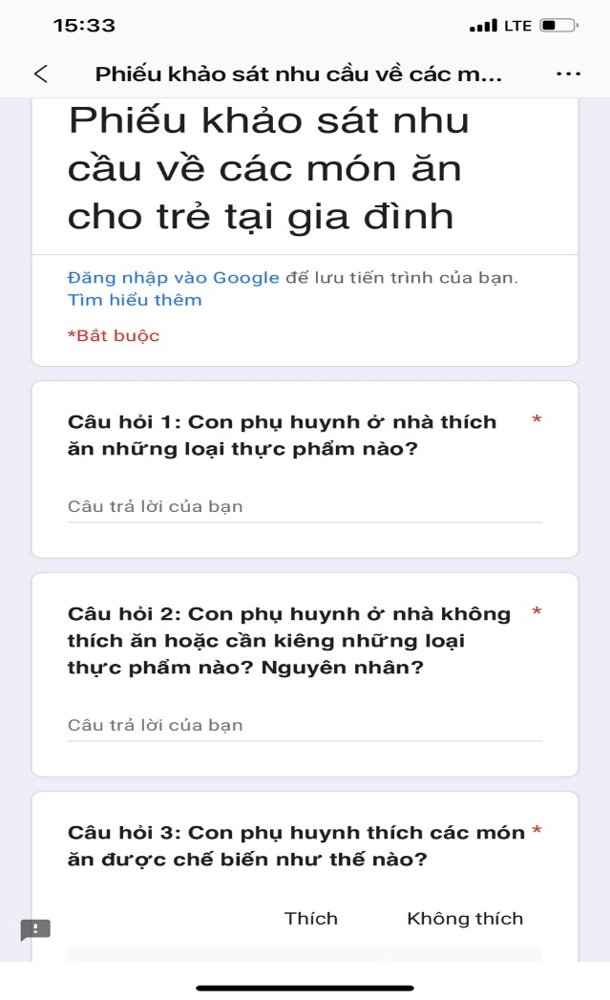 15:33 LTE
Phiếu khảo sát nhu cầu về các m...
Phiếu khảo sát nhu
cầu về các món ăn
cho trẻ tại gia đình
Đăng nhập vào Google để lưu tiến trình của bạn.
Tìm hiểu thêm
*Bắt buộc
Câu hỏi 1: Con phụ huynh ở nhà thích *
ăn những loại thực phẩm nào?
Câu trả lời của bạn
Câu hỏi 2: Con phụ huynh ở nhà không *
thích ăn hoặc cần kiêng những loại
thực phẩm nào? Nguyên nhân?
Câu trả lời của bạn
Câu hỏi 3: Con phụ huynh thích các món *
ăn được chế biến như thế nào?
Thích Không thích